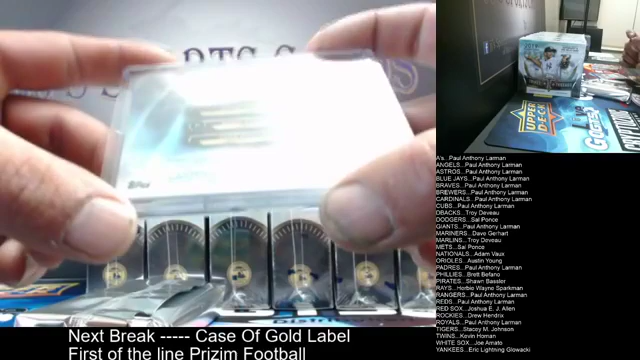 RTS C
UPPER
DECK
A's...Paul Anthony Larman
ANGELS...Paul Anthony Larman
ASTROS...Paul Anthony Larman
BLUE JAYS...Paul Anthony Larman
BRAVES...Paul Anthony Larman
BREWERS...Paul Anthony Larman
CARDINALS...Paul Anthony Larman
CUBS...Paul Anthony Larman
DBACKS...Troy Deveau
DODGERS...Sal Ponce
GIANTS...Paul Anthony Larman
MARINERS...Dave Gerhart
MARLINS...Troy Deveau
METS...Sal Ponce
NATIONALS...Adam Vaux
ORIOLES...Austin Young
PADRES...Paul Anthony Larman
PHILLIES...Brett Befano
PIRATES...Shawn Bassler
RAYS...Herbie Wayne Sparkman
RANGERS...Paul Anthony Larman
REDS...Paul Anthony Larman
RED SOX...Joshua E. J. Allen
ROCKIES...Drew Hendrix
ROYALS...Paul Anthony Larman
TIGERS...Stacey M. Johnson
TWINS...Kevin Homan
WHITE SOX...Joe Amato
YANKEES...Eric Lightning Glowacki
Next Break ----- Case Of Gold Label
First of the line Prizim Football